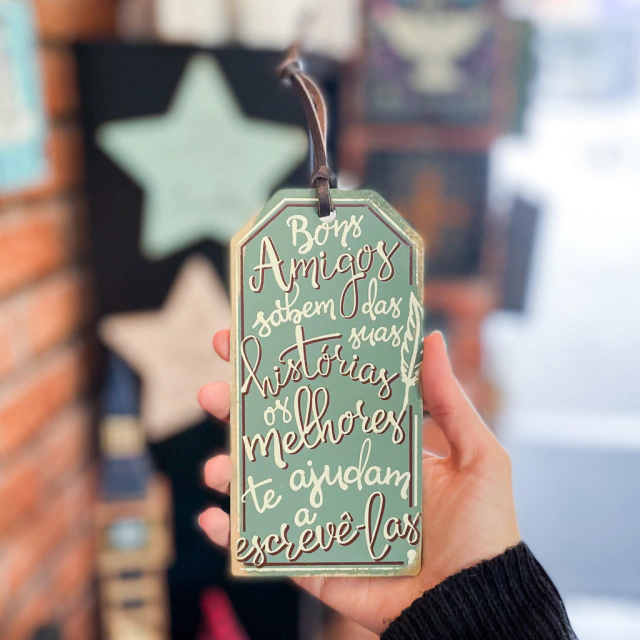 Bons
Amigos
sabem das
suas
histórias
os
melhores
te ajudam
a
escrevê-las